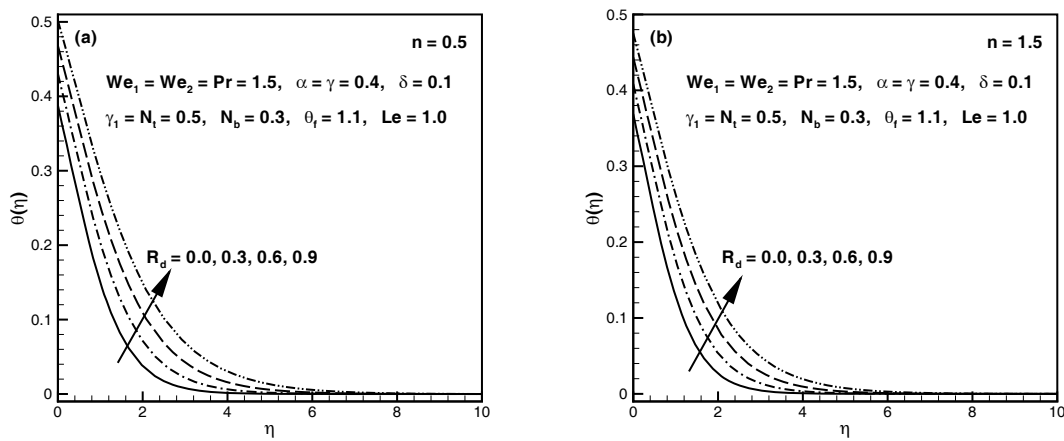 (a)
n = 0.5
We₁ = We₂ = Pr = 1.5, α = γ = 0.4, δ = 0.1
γ₁ = Nₜ = 0.5, N_b = 0.3, θ_f = 1.1, Le = 1.0
R_d = 0.0, 0.3, 0.6, 0.9
θ(η)
0.5
0.4
0.3
0.2
0.1
0
0 2 4 6 8 10
η
(b)
n = 1.5
We₁ = We₂ = Pr = 1.5, α = γ = 0.4, δ = 0.1
γ₁ = Nₜ = 0.5, N_b = 0.3, θ_f = 1.1, Le = 1.0
R_d = 0.0, 0.3, 0.6, 0.9
θ(η)
0.5
0.4
0.3
0.2
0.1
0
0 2 4 6 8 10
η